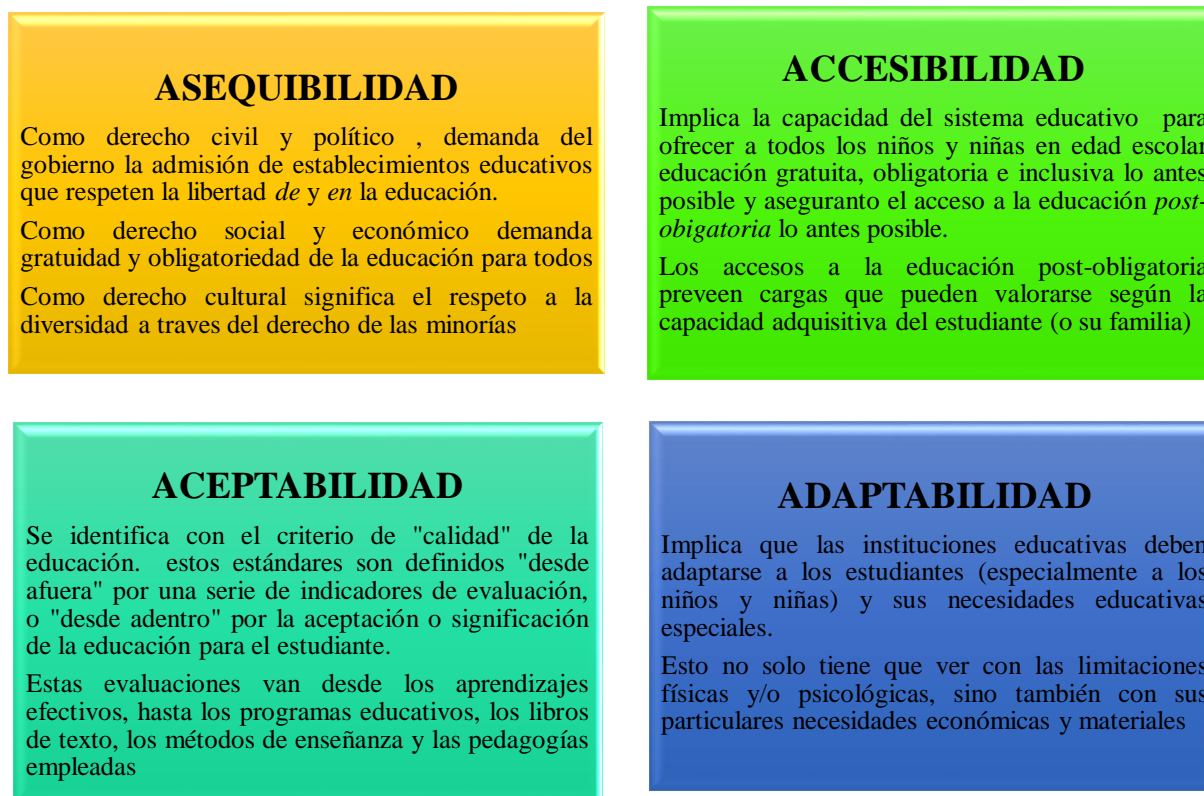 ASEQUIBILIDAD
Como derecho civil y político , demanda del
gobierno la admisión de establecimientos educativos
que respeten la libertad de y en la educación.
Como derecho social y económico demanda
gratuidad y obligatoriedad de la educación para todos
Como derecho cultural significa el respeto a la
diversidad a traves del derecho de las minorías
ACCESIBILIDAD
Implica la capacidad del sistema educativo para
ofrecer a todos los niños y niñas en edad escolar
educación gratuita, obligatoria e inclusiva lo antes
posible y aseguranto el acceso a la educación post-
obigatoria lo antes posible.
Los accesos a la educación post-obligatoria
preveen cargas que pueden valorarse según la
capacidad adquisitiva del estudiante (o su familia)
ACEPTABILIDAD
Se identifica con el criterio de "calidad" de la
educación. estos estándares son definidos "desde
afuera" por una serie de indicadores de evaluación,
o "desde adentro" por la aceptación o significación
de la educación para el estudiante.
Estas evaluaciones van desde los aprendizajes
efectivos, hasta los programas educativos, los libros
de texto, los métodos de enseñanza y las pedagogías
empleadas
ADAPTABILIDAD
Implica que las instituciones educativas deben
adaptarse a los estudiantes (especialmente a los
niños y niñas) y sus necesidades educativas
especiales.
Esto no solo tiene que ver con las limitaciones
físicas y/o psicológicas, sino también con sus
particulares necesidades económicas y materiales